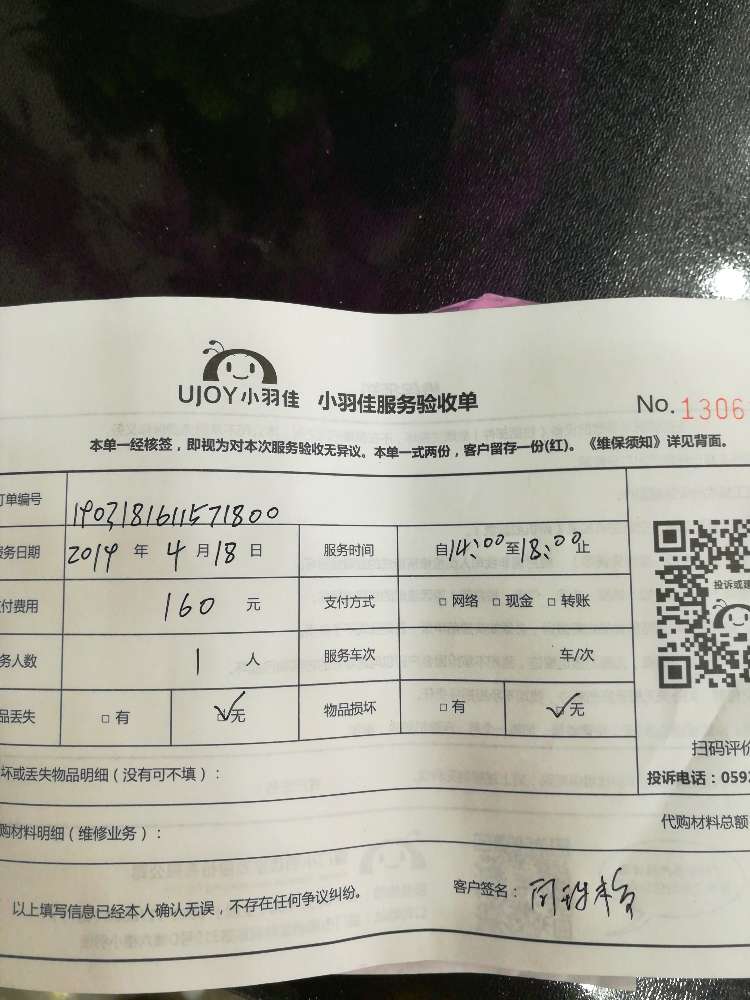 UJOY小羽佳 小羽佳服务验收单
No. 1306
本单一经核签，即视为对本次服务验收无异议。本单一式两份，客户留存一份(红)。《维保须知》详见背面。
订单编号 1903181611571800
服务日期 2019 年 4 月 18 日 服务时间 自14:00至18:00止
支付费用 160 元 支付方式 □ 网络 □ 现金 □ 转账
务人数 1 人 服务车次 车/次
品丢失 □ 有 ☑ 无 物品损坏 □ 有 ☑ 无
投诉或建
扫码评价
投诉电话：0592
坏或丢失物品明细（没有可不填）：
购材料明细（维修业务）：
代购材料总额
以上填写信息已经本人确认无误，不存在任何争议纠纷。
客户签名：